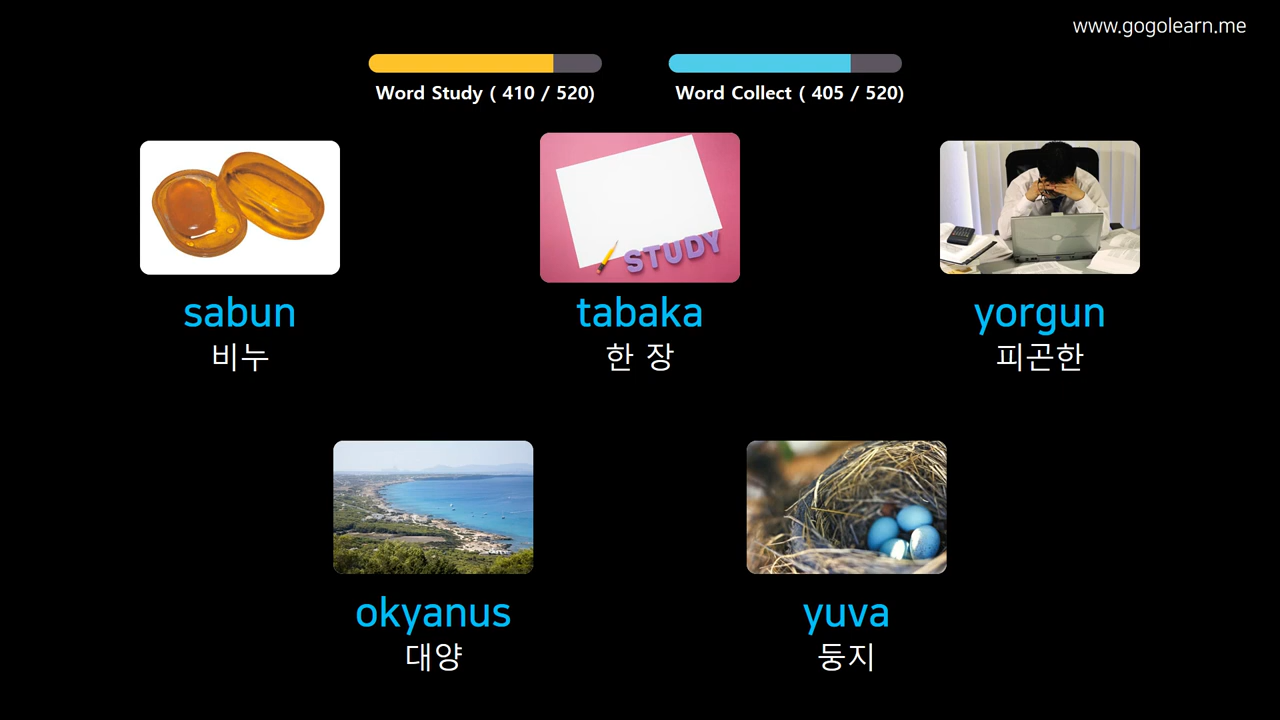 www.gogolearn.me
Word Study ( 410 / 520)
Word Collect ( 405 / 520)
STUDY
sabun
tabaka
yorgun
비누
한 장
피곤한
okyanus
yuva
대양
둥지